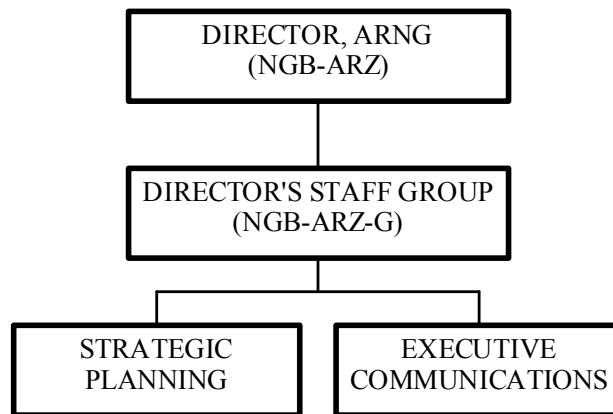 DIRECTOR, ARNG
(NGB-ARZ)
DIRECTOR'S STAFF GROUP
(NGB-ARZ-G)
STRATEGIC
PLANNING
EXECUTIVE
COMMUNICATIONS